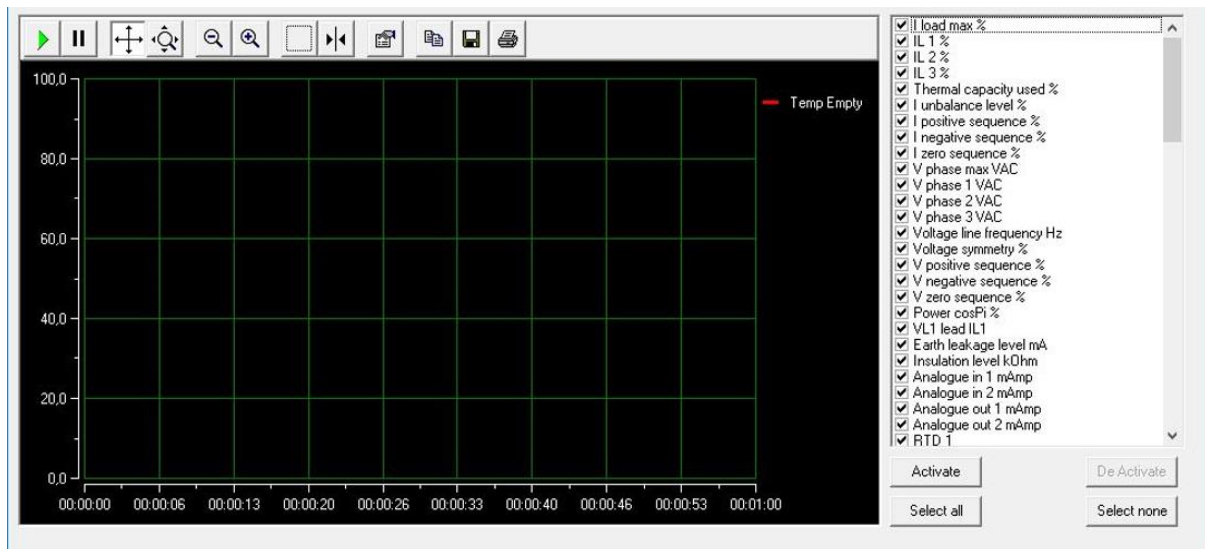 100,0
80,0
60,0
40,0
20,0
0,0
00:00:00 00:00:06 00:00:13 00:00:20 00:00:26 00:00:33 00:00:40 00:00:46 00:00:53 00:01:00
Temp Empty
I load max %
IL 1 %
IL 2 %
IL 3 %
Thermal capacity used %
I unbalance level %
I positive sequence %
I negative sequence %
I zero sequence %
V phase max VAC
V phase 1 VAC
V phase 2 VAC
V phase 3 VAC
Voltage line frequency Hz
Voltage symmetry %
V positive sequence %
V negative sequence %
V zero sequence %
Power cosPi %
VL1 lead IL1
Earth leakage level mA
Insulation level kOhm
Analogue in 1 mAmp
Analogue in 2 mAmp
Analogue out 1 mAmp
Analogue out 2 mAmp
RTD 1
Activate De Activate
Select all Select none